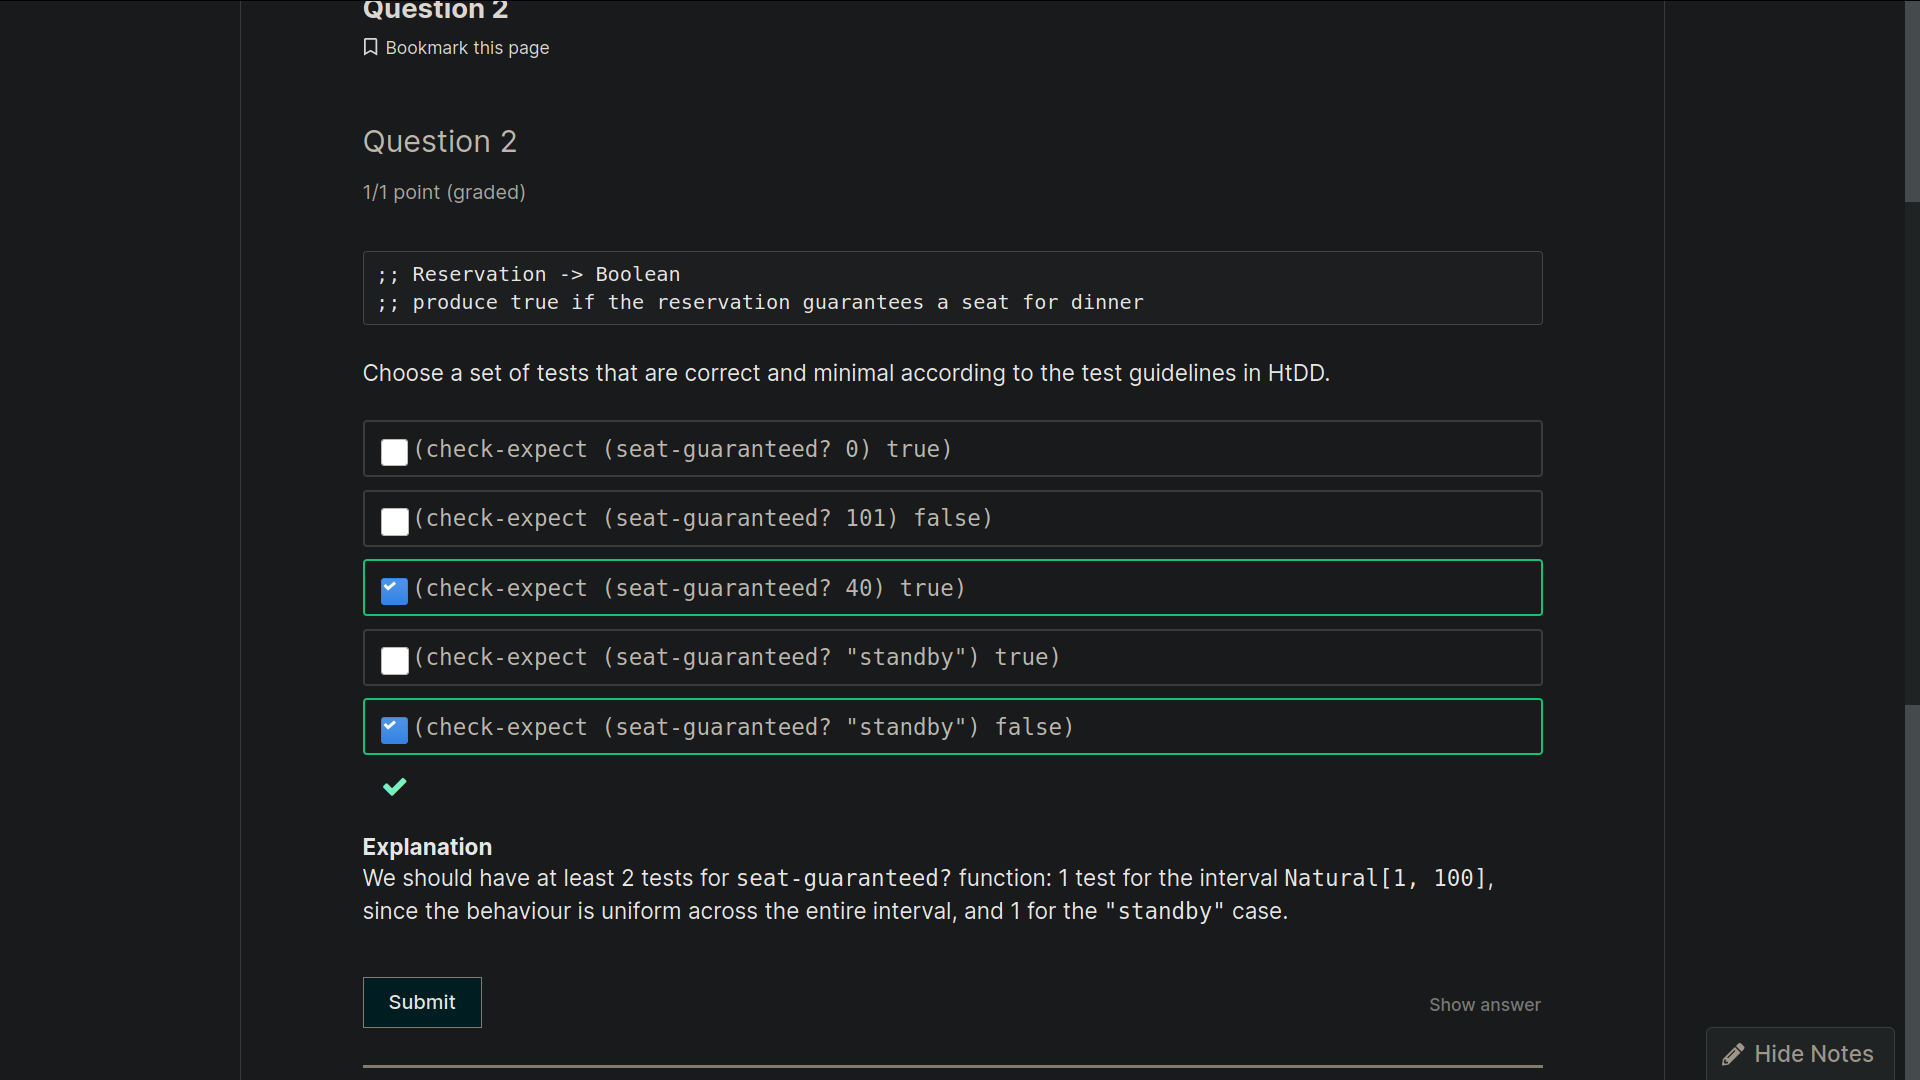 Question 2
Bookmark this page
Question 2
1/1 point (graded)
;; Reservation -> Boolean
;; produce true if the reservation guarantees a seat for dinner
Choose a set of tests that are correct and minimal according to the test guidelines in HtDD.
(check-expect (seat-guaranteed? 0) true)
(check-expect (seat-guaranteed? 101) false)
(check-expect (seat-guaranteed? 40) true)
(check-expect (seat-guaranteed? "standby") true)
(check-expect (seat-guaranteed? "standby") false)
Explanation
We should have at least 2 tests for seat-guaranteed? function: 1 test for the interval Natural[1, 100],
since the behaviour is uniform across the entire interval, and 1 for the "standby" case.
Submit
Show answer
Hide Notes